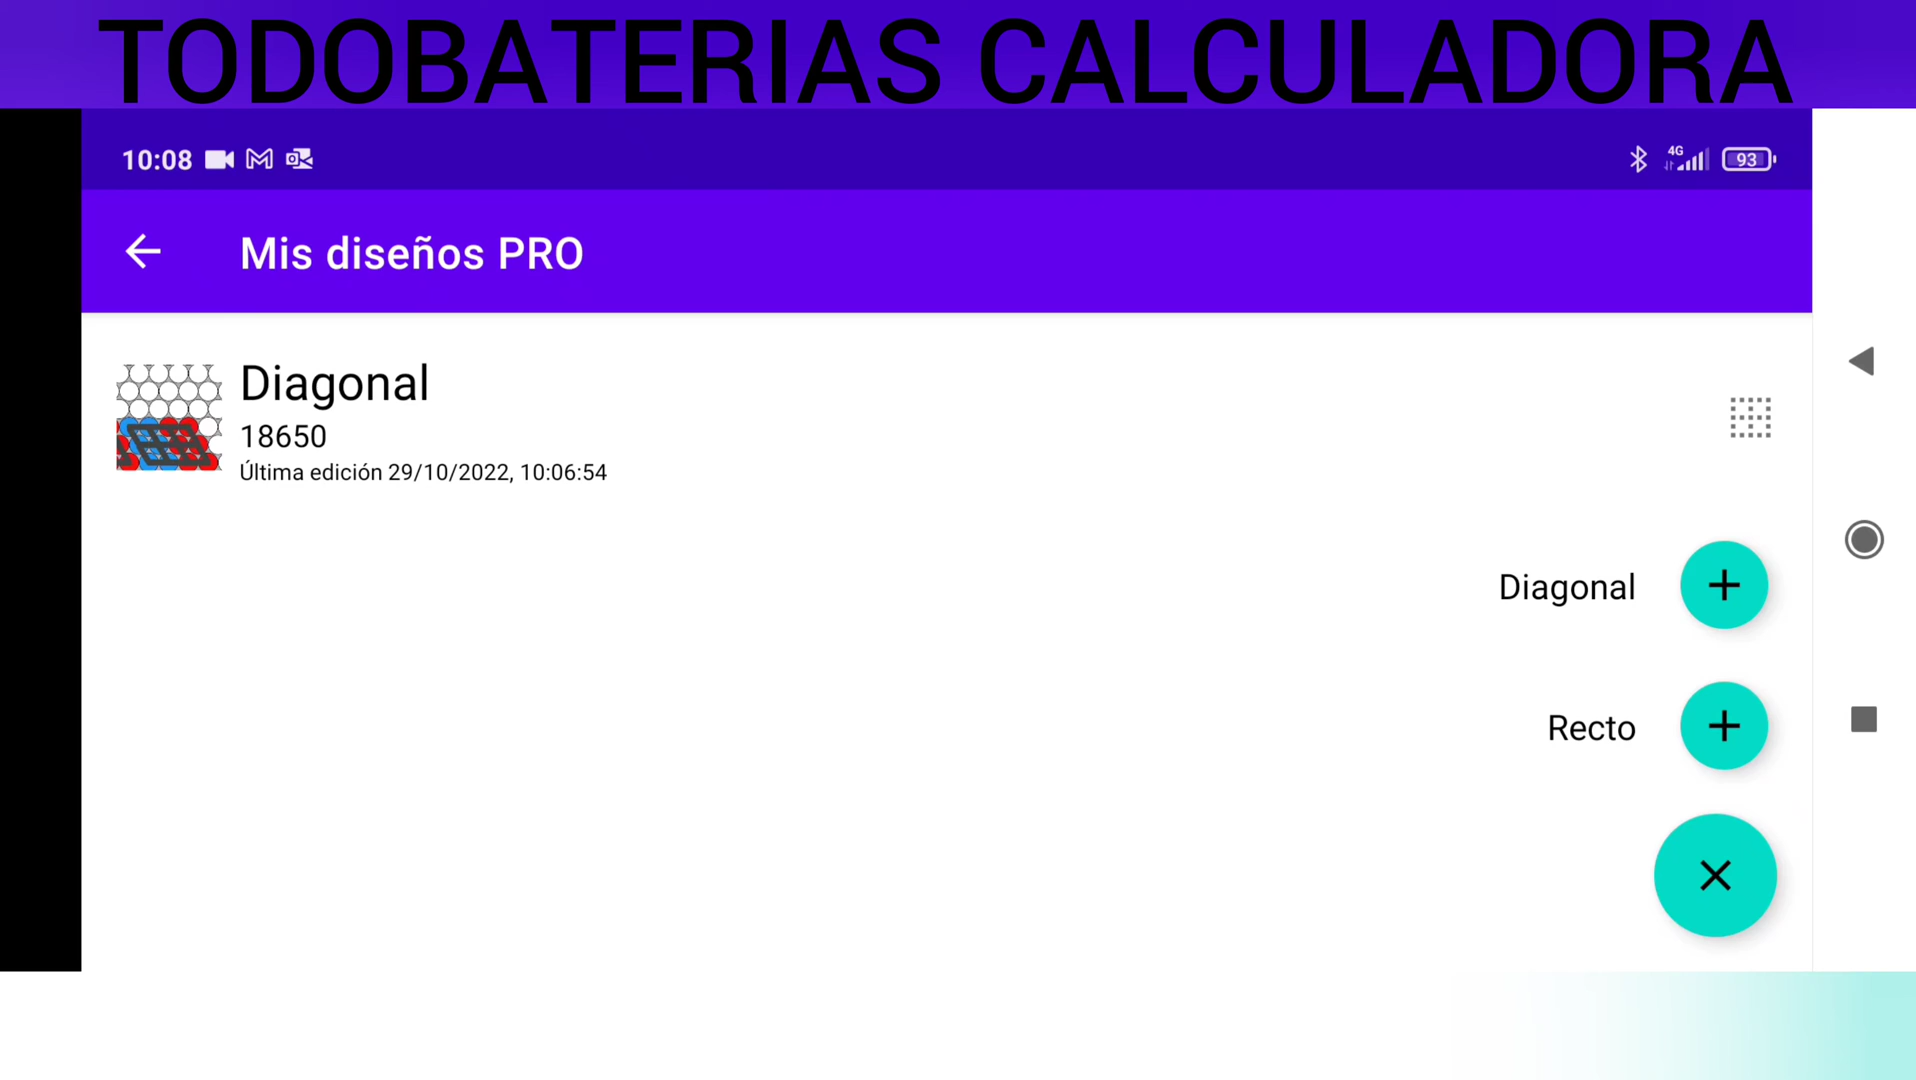 TODOBATERIAS CALCULADORA
10:08
4G
93
Mis diseños PRO
Diagonal
18650
Última edición 29/10/2022, 10:06:54
Diagonal
Recto